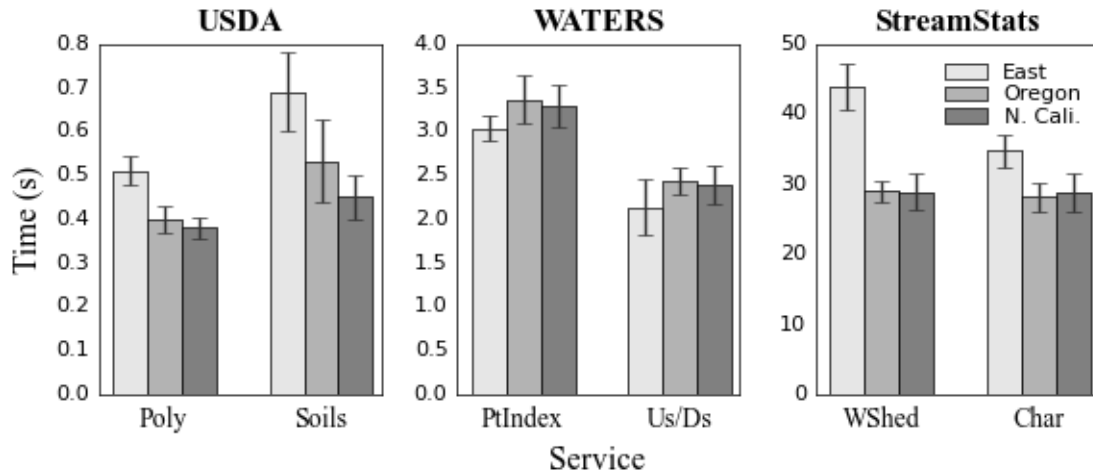 USDA
WATERS
StreamStats
Time (s)
0.8
0.7
0.6
0.5
0.4
0.3
0.2
0.1
0.0
Poly
Soils
4.0
3.5
3.0
2.5
2.0
1.5
1.0
0.5
0.0
PtIndex
Us/Ds
50
40
30
20
10
0
East
Oregon
N. Cali.
WShed
Char
Service